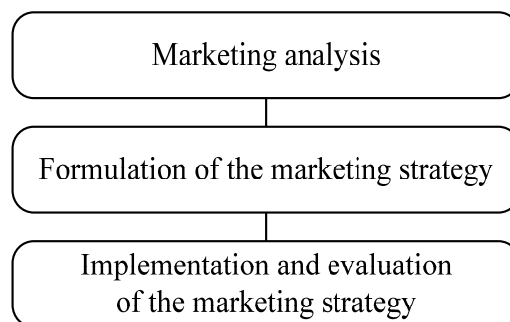 Marketing analysis
Formulation of the marketing strategy
Implementation and evaluation
of the marketing strategy